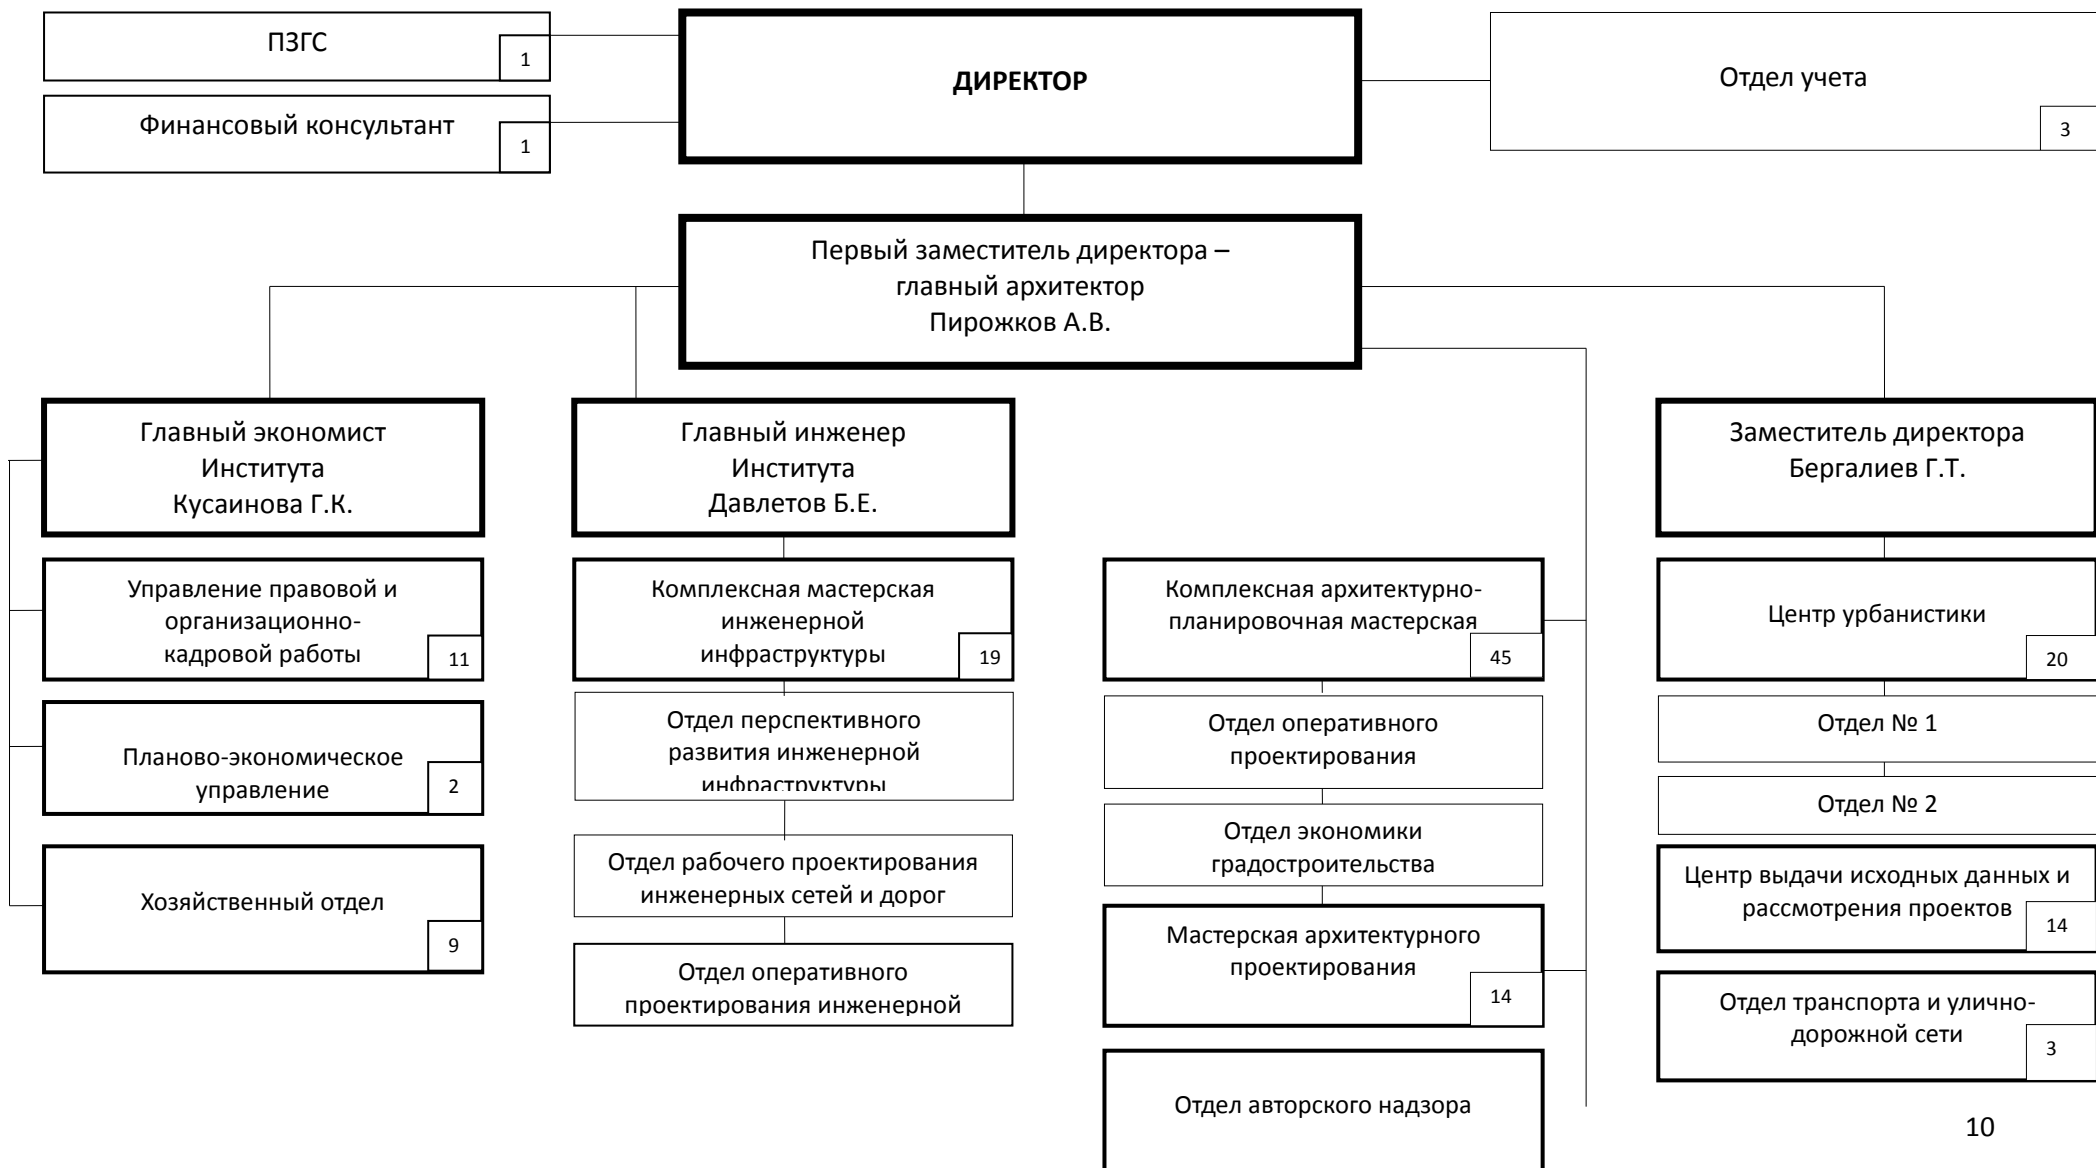 ПЗГС
1
Финансовый консультант
1
ДИРЕКТОР
Отдел учета
3
Первый заместитель директора –
главный архитектор
Пирожков А.В.
Главный экономист
Института
Кусаинова Г.К.
Управление правовой и
организационно-
кадровой работы
11
Планово-экономическое
управление
2
Хозяйственный отдел
9
Главный инженер
Института
Давлетов Б.Е.
Комплексная мастерская
инженерной
инфраструктуры
19
Отдел перспективного
развития инженерной
инфраструктуры
Отдел рабочего проектирования
инженерных сетей и дорог
Отдел оперативного
проектирования инженерной
Комплексная архитектурно-
планировочная мастерская
45
Отдел оперативного
проектирования
Отдел экономики
градостроительства
Мастерская архитектурного
проектирования
14
Отдел авторского надзора
Заместитель директора
Бергалиев Г.Т.
Центр урбанистики
20
Отдел № 1
Отдел № 2
Центр выдачи исходных данных и
рассмотрения проектов
14
Отдел транспорта и улично-
дорожной сети
3
10